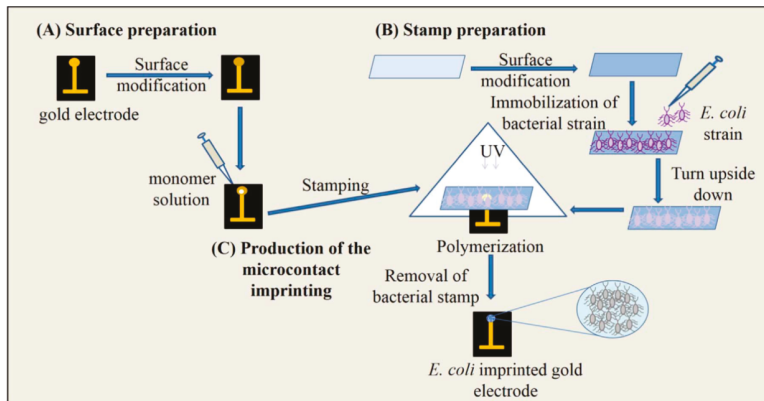 (A) Surface preparation
Surface
modification
gold electrode
monomer
solution
Stamping
(B) Stamp preparation
Surface
modification
Immobilization of
bacterial strain
E. coli
strain
Turn upside
down
UV
Polymerization
(C) Production of the
microcontact
imprinting
Removal of
bacterial stamp
E. coli imprinted gold
electrode